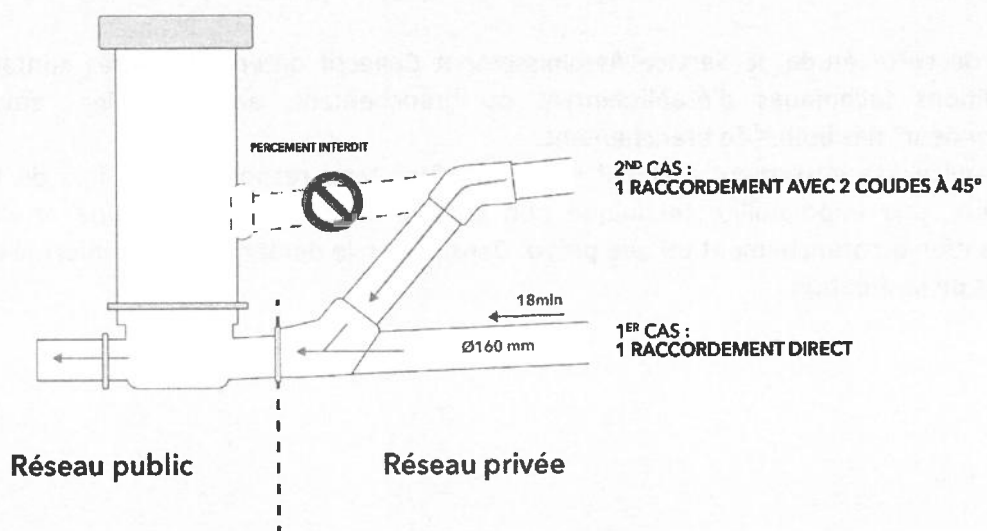 PERCEMENT INTERDIT
2ND CAS :
1 RACCORDEMENT AVEC 2 COUDES À 45°
18mln
Ø160 mm
1ER CAS :
1 RACCORDEMENT DIRECT
Réseau public
Réseau privée